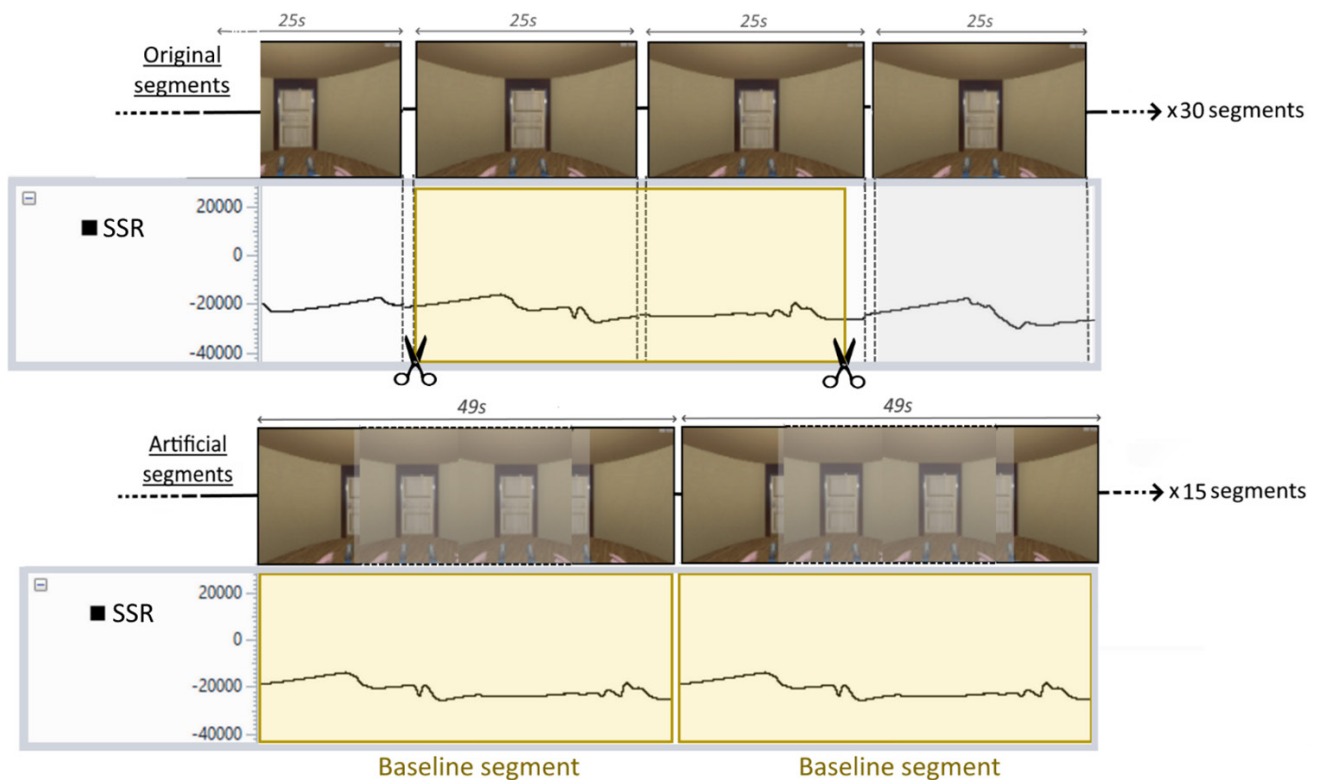 25s 25s 25s 25s
Original
segments
x30 segments
SSR
20000
0
-20000
-40000
49s 49s
Artificial
segments
x15 segments
SSR
20000
0
-20000
-40000
Baseline segment Baseline segment